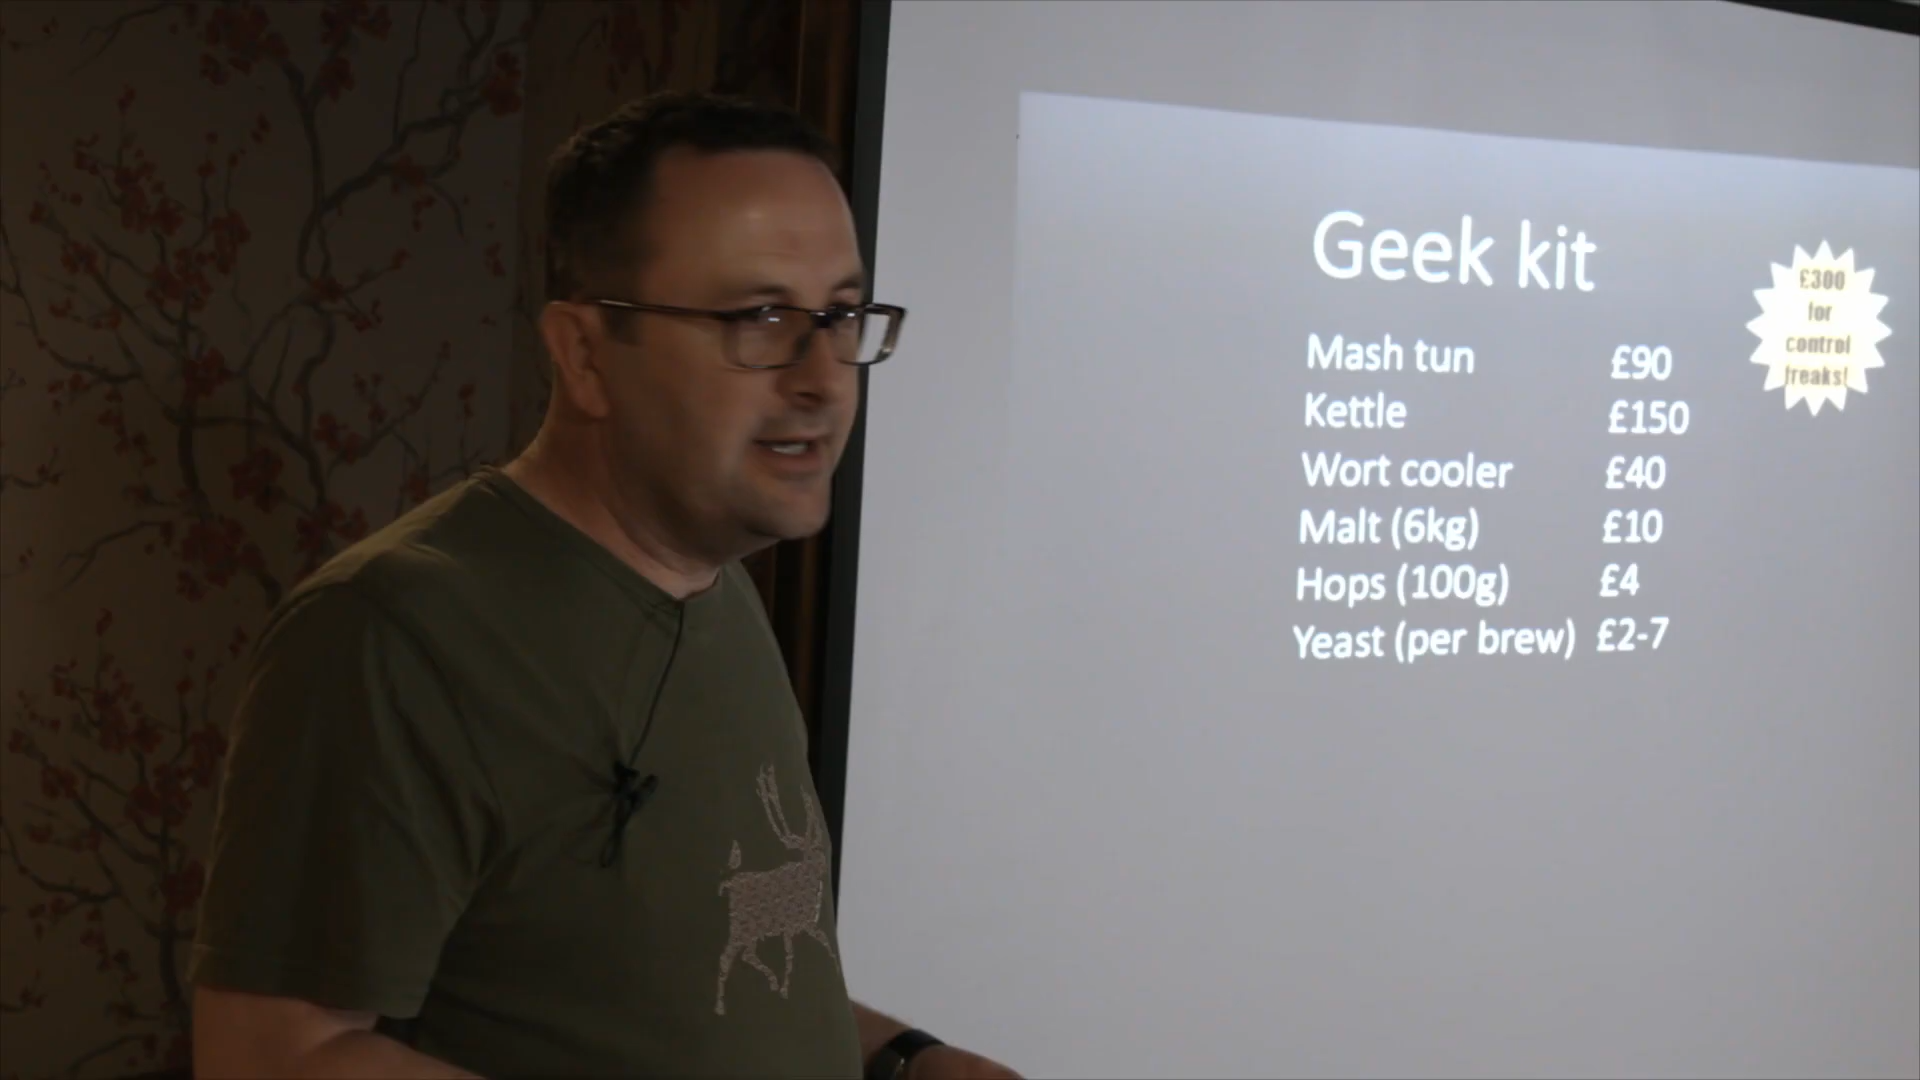 Geek kit
£300
for
control
freaks!
Mash tun £90
Kettle £150
Wort cooler £40
Malt (6kg) £10
Hops (100g) £4
Yeast (per brew) £2-7